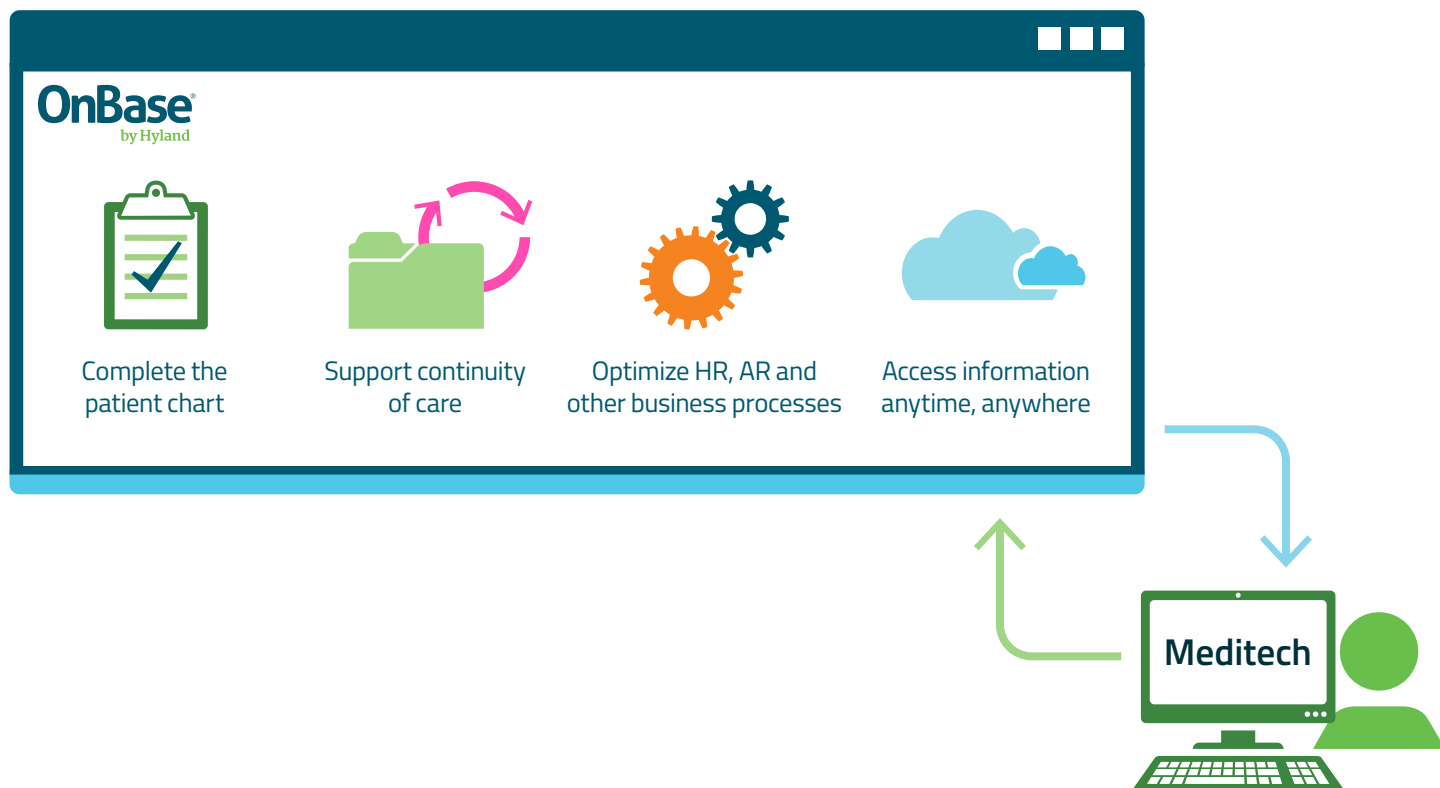 OnBase®
by Hyland
Complete the
patient chart
Support continuity
of care
Optimize HR, AR and
other business processes
Access information
anytime, anywhere
Meditech